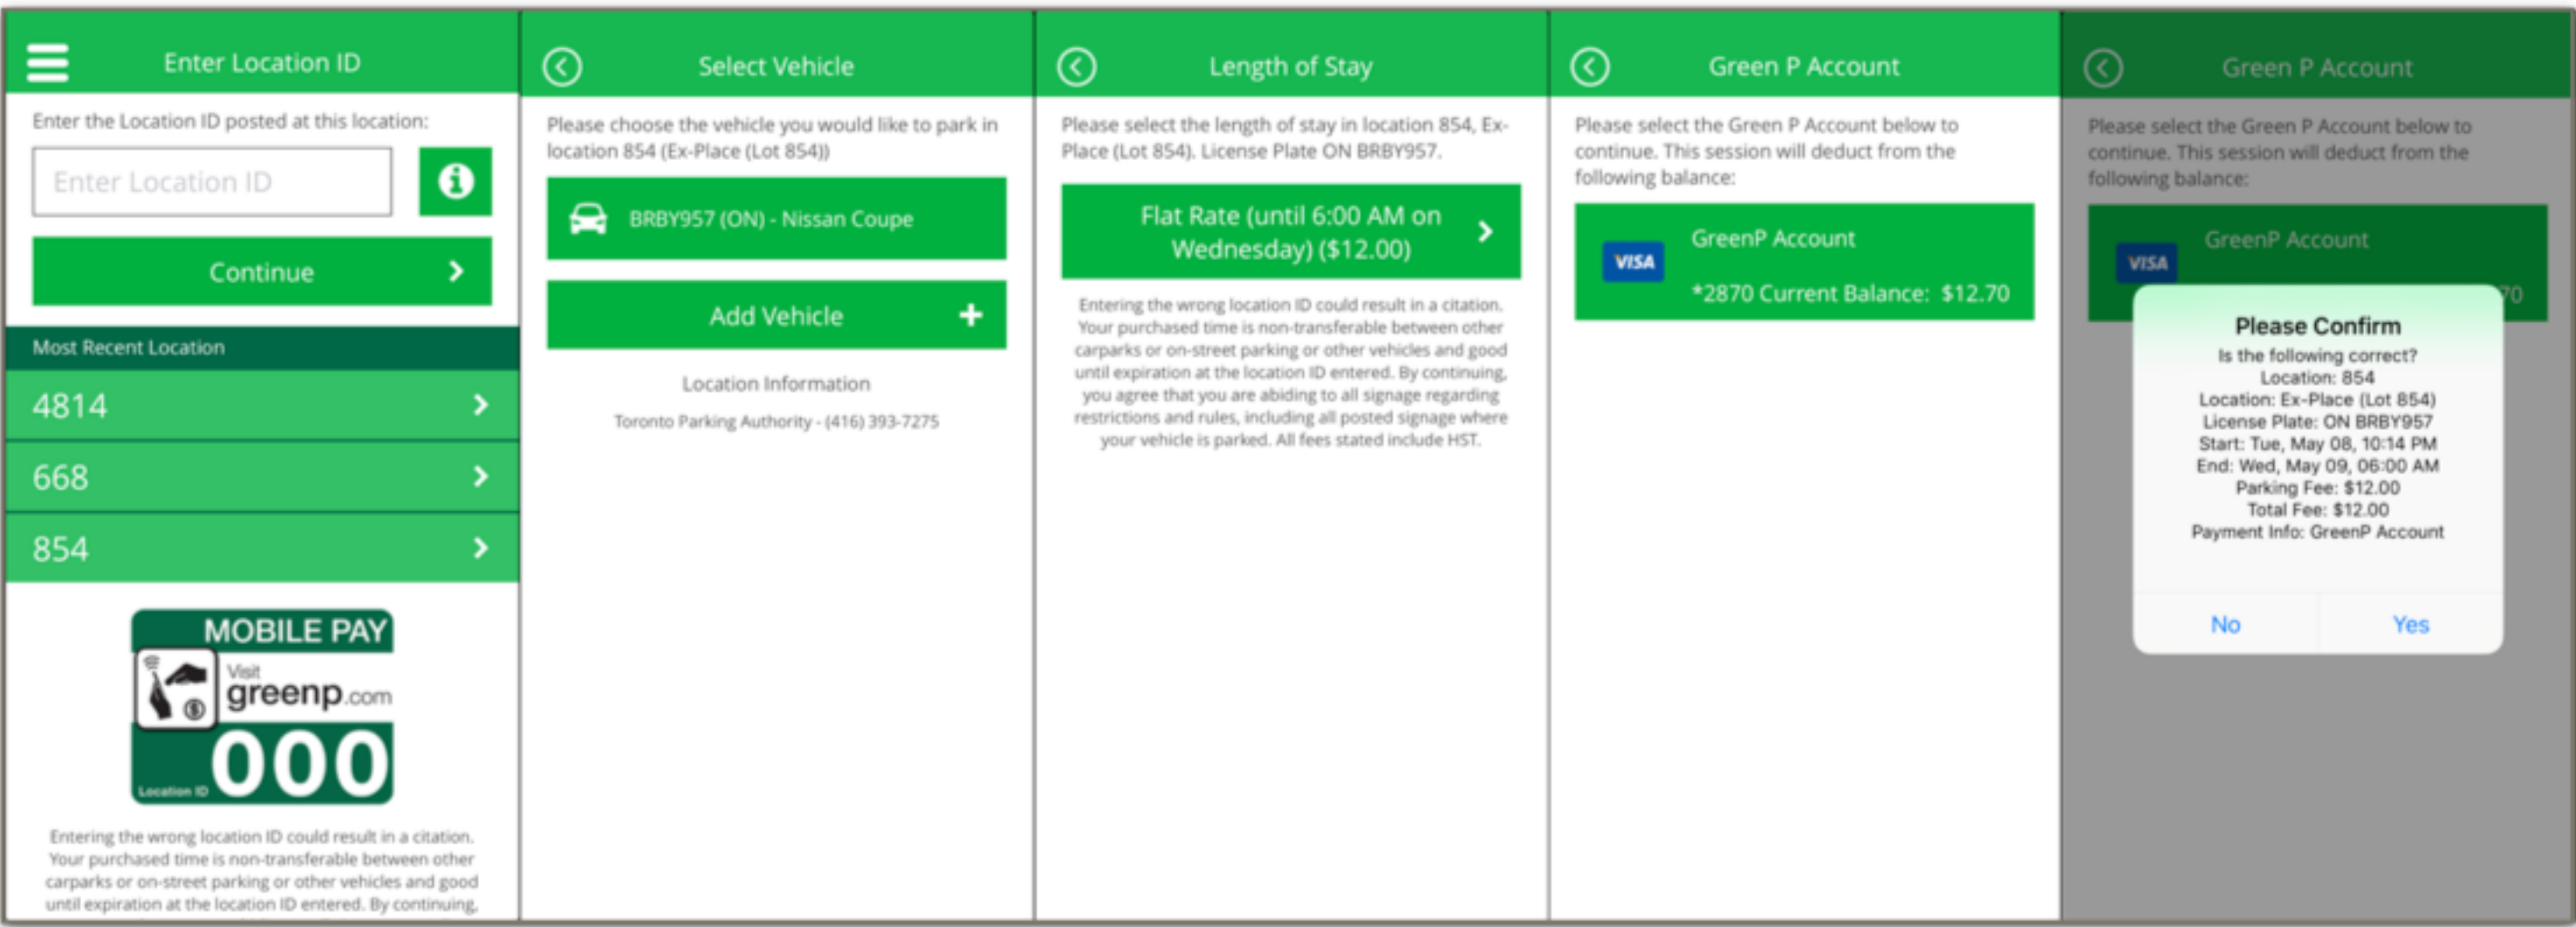 Enter Location ID
Enter the Location ID posted at this location:
Enter Location ID
Continue
Most Recent Location
4814
668
854
MOBILE PAY
Visit
greenp.com
000
Location ID
Entering the wrong location ID could result in a citation.
Your purchased time is non-transferable between other
carparks or on-street parking or other vehicles and good
until expiration at the location ID entered. By continuing,
Select Vehicle
Please choose the vehicle you would like to park in
location 854 (Ex-Place (Lot 854))
BRBY957 (ON) - Nissan Coupe
Add Vehicle
Location Information
Toronto Parking Authority - (416) 393-7275
Length of Stay
Please select the length of stay in location 854, Ex-
Place (Lot 854). License Plate ON BRBY957.
Flat Rate (until 6:00 AM on
Wednesday) ($12.00)
Entering the wrong location ID could result in a citation.
Your purchased time is non-transferable between other
carparks or on-street parking or other vehicles and good
until expiration at the location ID entered. By continuing,
you agree that you are abiding to all signage regarding
restrictions and rules, including all posted signage where
your vehicle is parked. All fees stated include HST.
Green P Account
Please select the Green P Account below to
continue. This session will deduct from the
following balance:
VISA
GreenP Account
*2870 Current Balance: $12.70
Green P Account
Please select the Green P Account below to
continue. This session will deduct from the
following balance:
VISA
GreenP Account
70
Please Confirm
Is the following correct?
Location: 854
Location: Ex-Place (Lot 854)
License Plate: ON BRBY957
Start: Tue, May 08, 10:14 PM
End: Wed, May 09, 06:00 AM
Parking Fee: $12.00
Total Fee: $12.00
Payment Info: GreenP Account
No
Yes